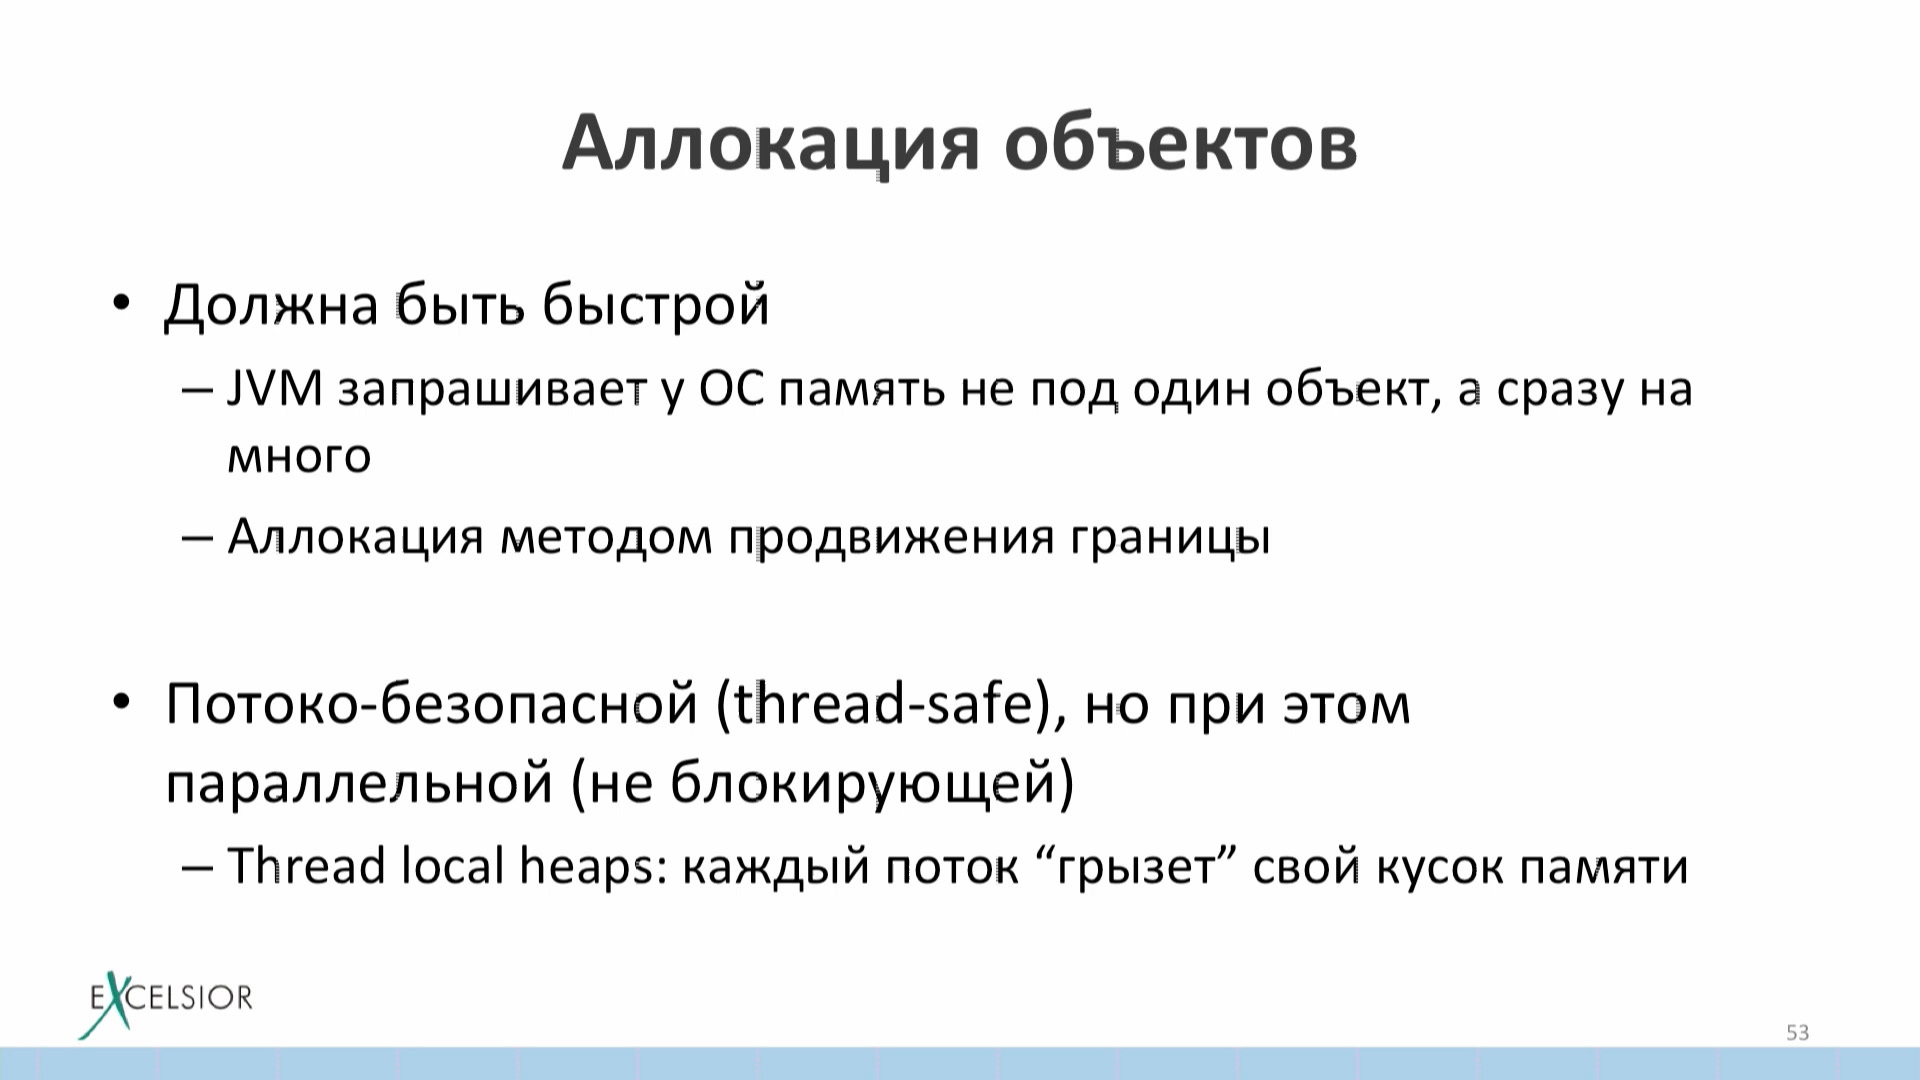 Аллокация объектов
• Должна быть быстрой
– JVM запрашивает у ОС память не под один объект, а сразу на
много
– Аллокация методом продвижения границы
• Потоко-безопасной (thread-safe), но при этом
параллельной (не блокирующей)
– Thread local heaps: каждый поток “грызет” свой кусок памяти
EXCELSIOR
53